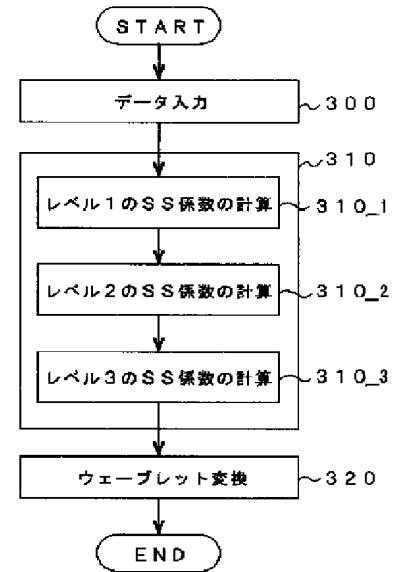 START
データ入力
300
310
レベル1のSS係数の計算
310_1
レベル2のSS係数の計算
310_2
レベル3のSS係数の計算
310_3
ウェーブレット変換
320
END